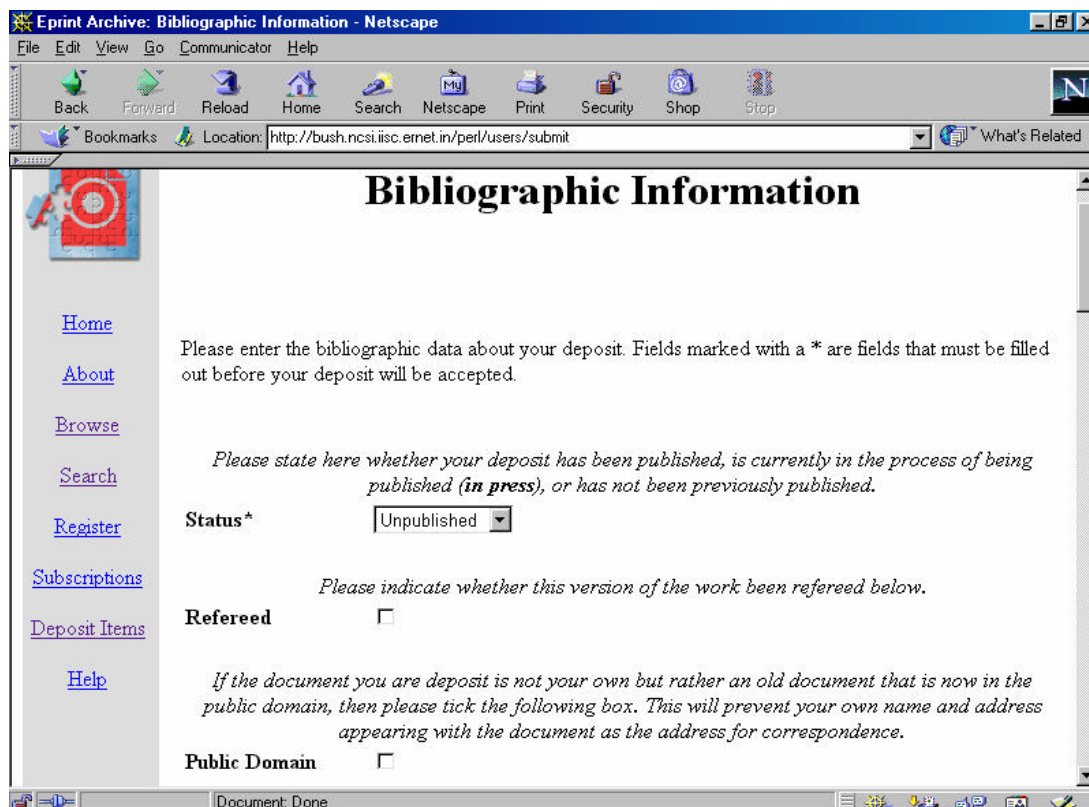 Eprint Archive: Bibliographic Information - Netscape
File Edit View Go Communicator Help
My
Back Forward Reload Home Search Netscape Print Security Shop Stop
N
Bookmarks Location: http://bush.ncsi.iisc.ernet.in/perl/users/submit What's Related
Bibliographic Information
Home
Please enter the bibliographic data about your deposit. Fields marked with a * are fields that must be filled
About
out before your deposit will be accepted.
Browse
Please state here whether your deposit has been published, is currently in the process of being
Search
published (in press), or has not been previously published.
Status* Unpublished
Register
Subscriptions
Please indicate whether this version of the work been refereed below.
Refereed
Deposit Items
Help
If the document you are deposit is not your own but rather an old document that is now in the
public domain, then please tick the following box. This will prevent your own name and address
appearing with the document as the address for correspondence.
Public Domain
Document: Done